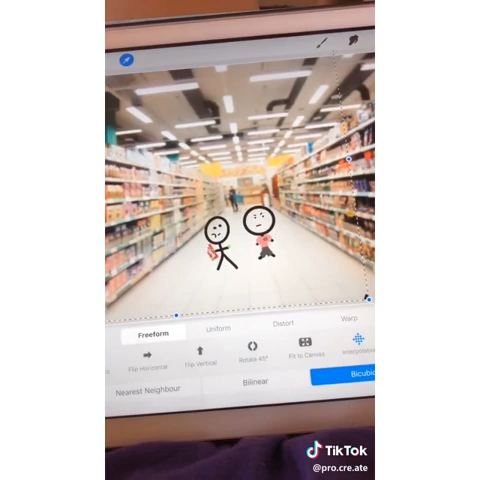 Freeform
Uniform
Distort
Warp
Flip Horizontal
Flip Vertical
Rotate 45°
Fit to Canvas
Nearest Neighbour
Bilinear
TikTok
@pro.cre.ate